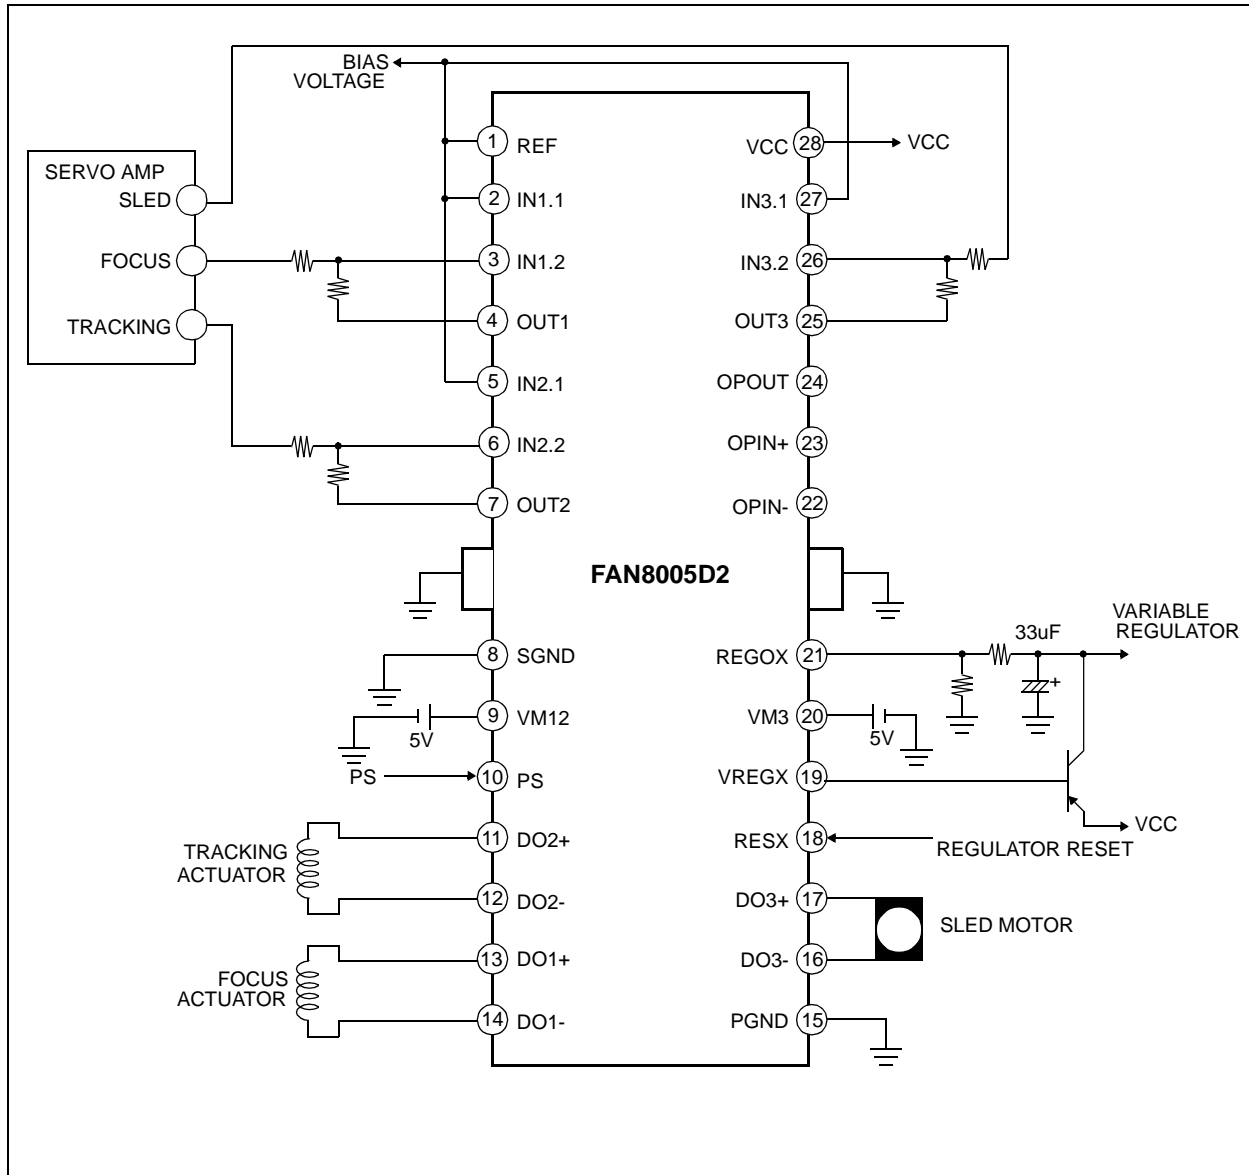 BIAS
VOLTAGE
SERVO AMP
SLED
FOCUS
TRACKING
1 REF
2 IN1.1
3 IN1.2
4 OUT1
5 IN2.1
6 IN2.2
7 OUT2
VCC 28 VCC
IN3.1 27
IN3.2 26
OUT3 25
OPOUT 24
OPIN+ 23
OPIN- 22
FAN8005D2
8 SGND
9 VM12
5V
PS
10 PS
11 DO2+
TRACKING
ACTUATOR
12 DO2-
13 DO1+
FOCUS
ACTUATOR
14 DO1-
REGOX 21
33uF
+
VARIABLE
REGULATOR
VM3 20
5V
VREGX 19
VCC
RESX 18
REGULATOR RESET
DO3+ 17
SLED MOTOR
DO3- 16
PGND 15